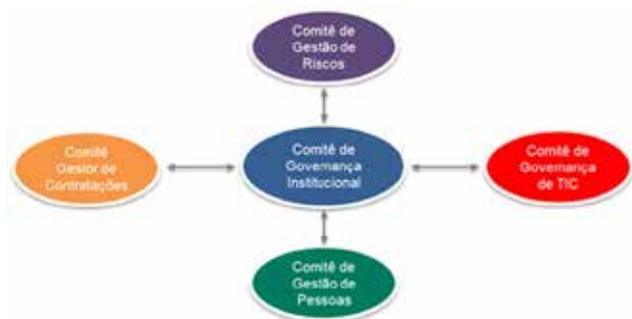 Comitê de
Gestão de
Riscos
Comitê
Gestor de
Contratações
Comitê de
Governança
Institucional
Comitê de
Governança
de TIC
Comitê de
Gestão de
Pessoas